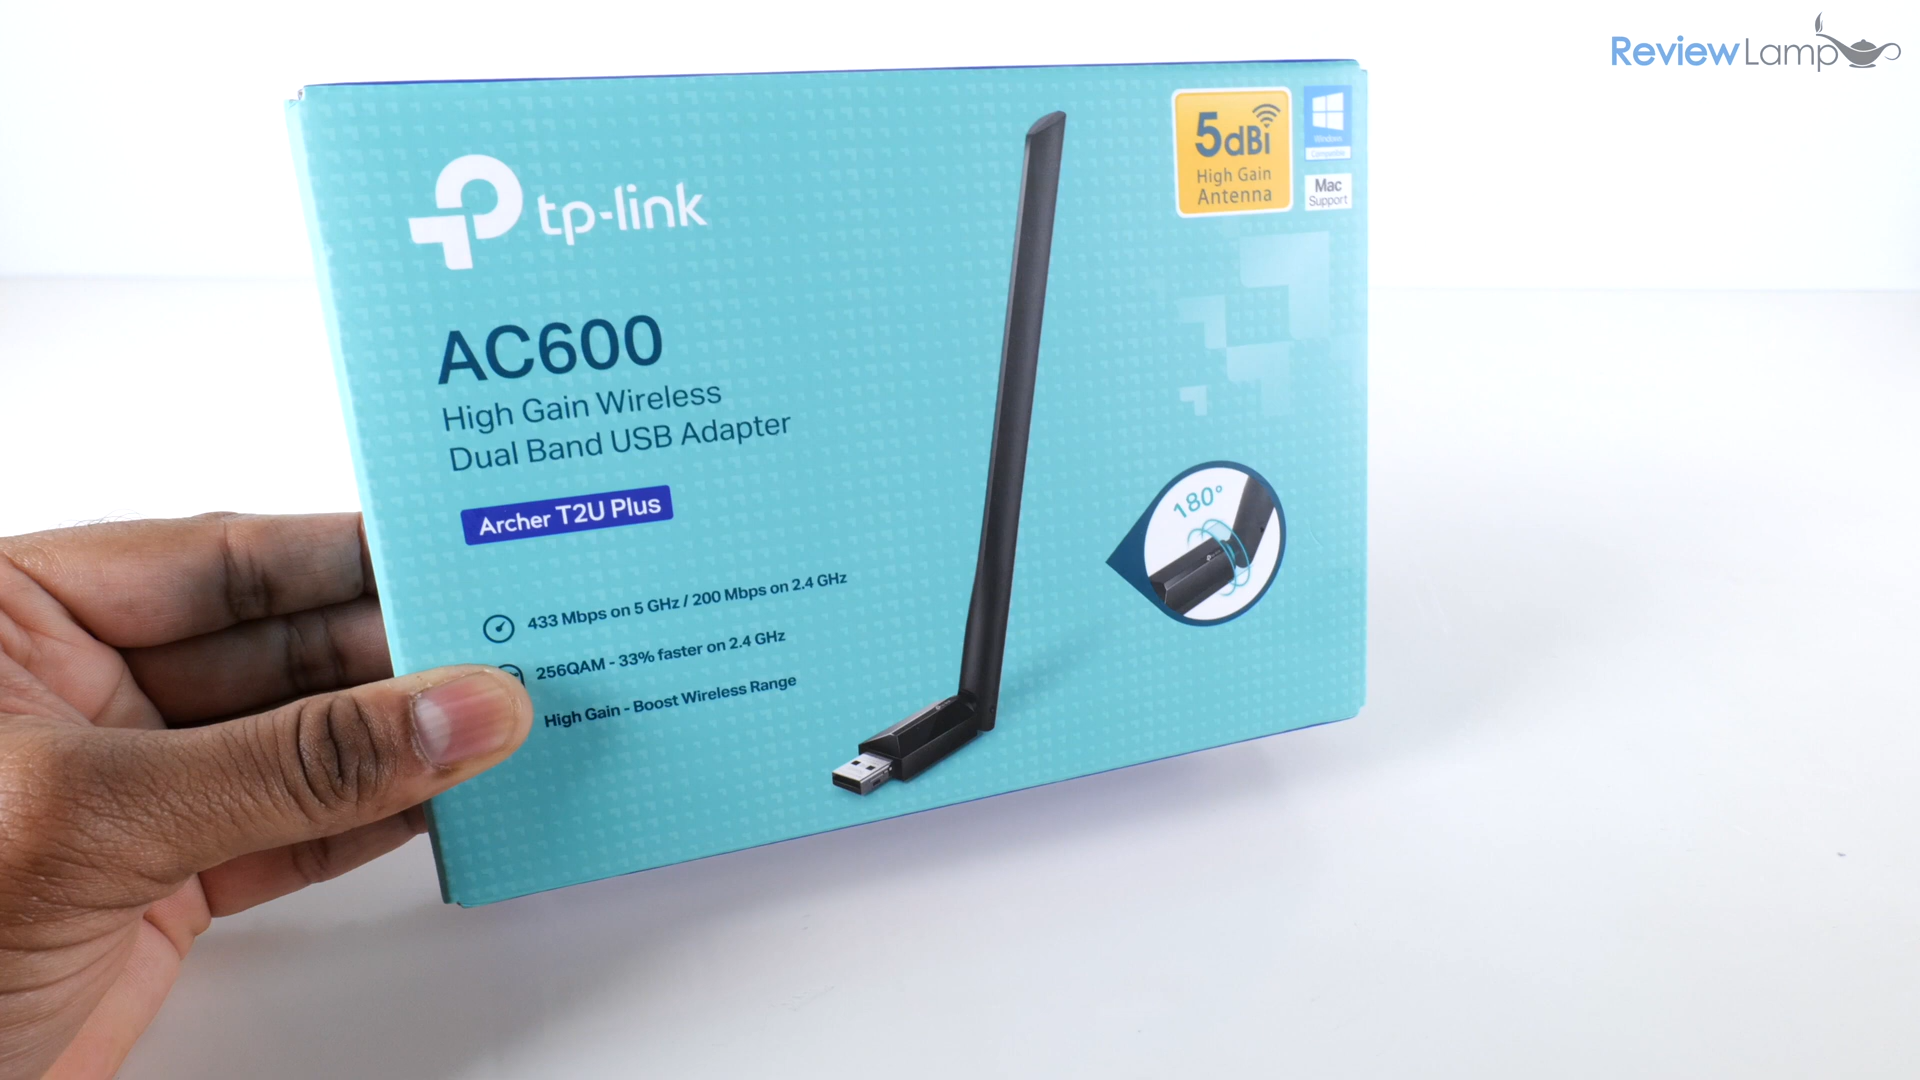 ReviewLamp
tp-link
5dBi
High Gain
Antenna
Windows
Compatible
Mac
Support
AC600
High Gain Wireless
Dual Band USB Adapter
Archer T2U Plus
180°
433 Mbps on 5 GHz / 200 Mbps on 2.4 GHz
256QAM - 33% faster on 2.4 GHz
High Gain - Boost Wireless Range